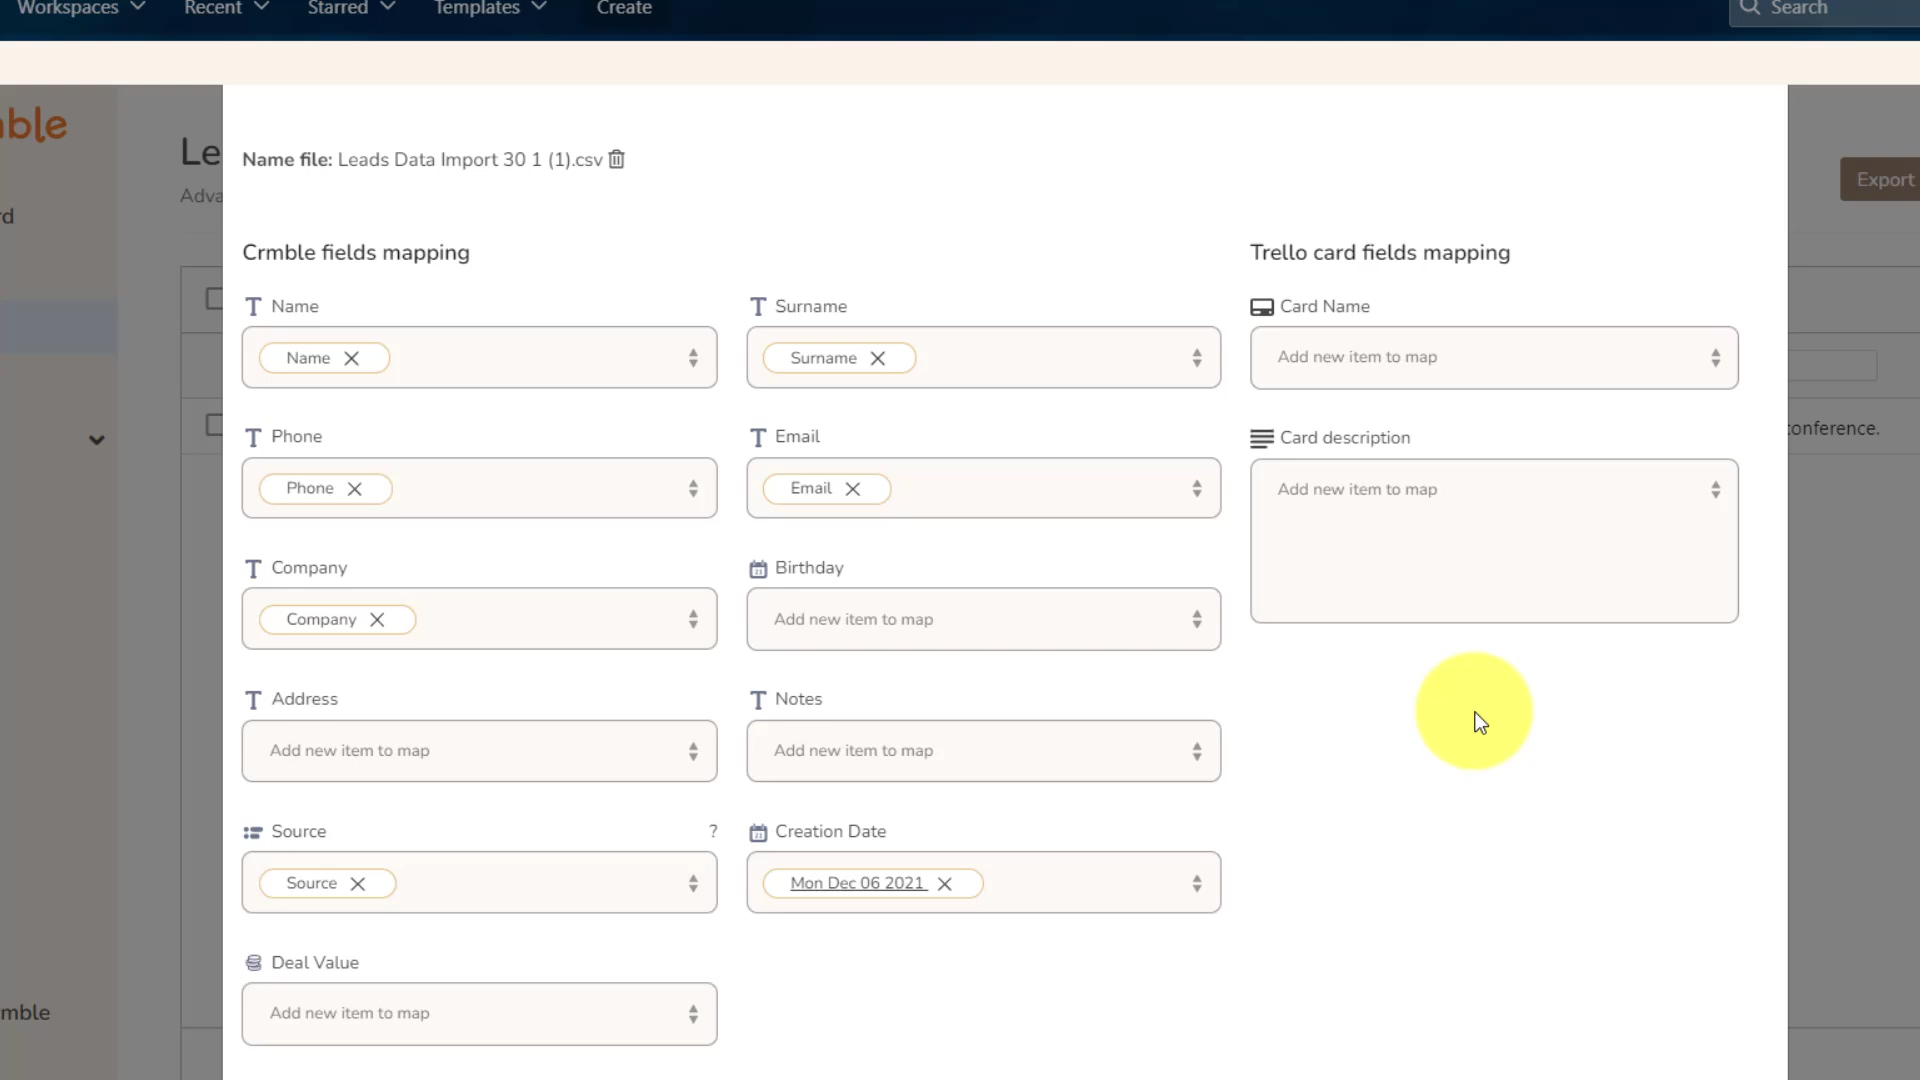 Workspaces Recent Starred Templates Create Search
mble
Le
Adva
Export
Name file: Leads Data Import 30 1 (1).csv
rd
Crmble fields mapping
Trello card fields mapping
Name
Name
Surname
Surname
Card Name
Add new item to map
Phone
Phone
Email
Email
Card description
Add new item to map
conference.
Company
Company
Birthday
Add new item to map
Address
Add new item to map
Notes
Add new item to map
Source ?
Source
Creation Date
Mon Dec 06 2021
Deal Value
Add new item to map
mble